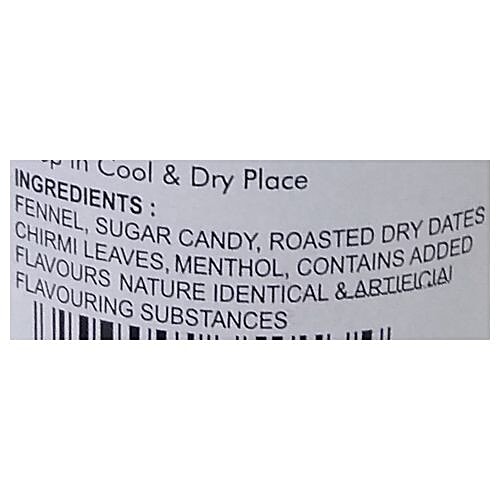 in Cool & Dry Place
INGREDIENTS :
FENNEL, SUGAR CANDY, ROASTED DRY DATES
CHIRMI LEAVES, MENTHOL, CONTAINS ADDED
FLAVOURS NATURE IDENTICAL & ARTIFICIAL
FLAVOURING SUBSTANCES